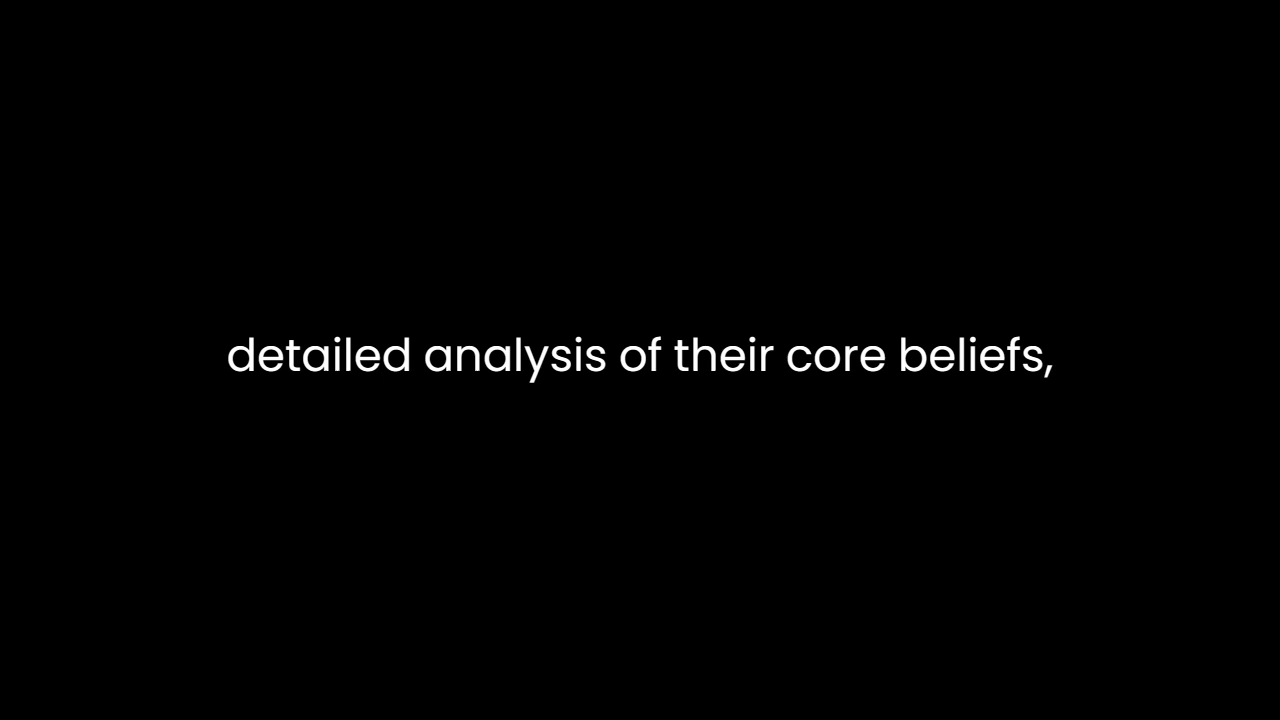 detailed analysis of their core beliefs,